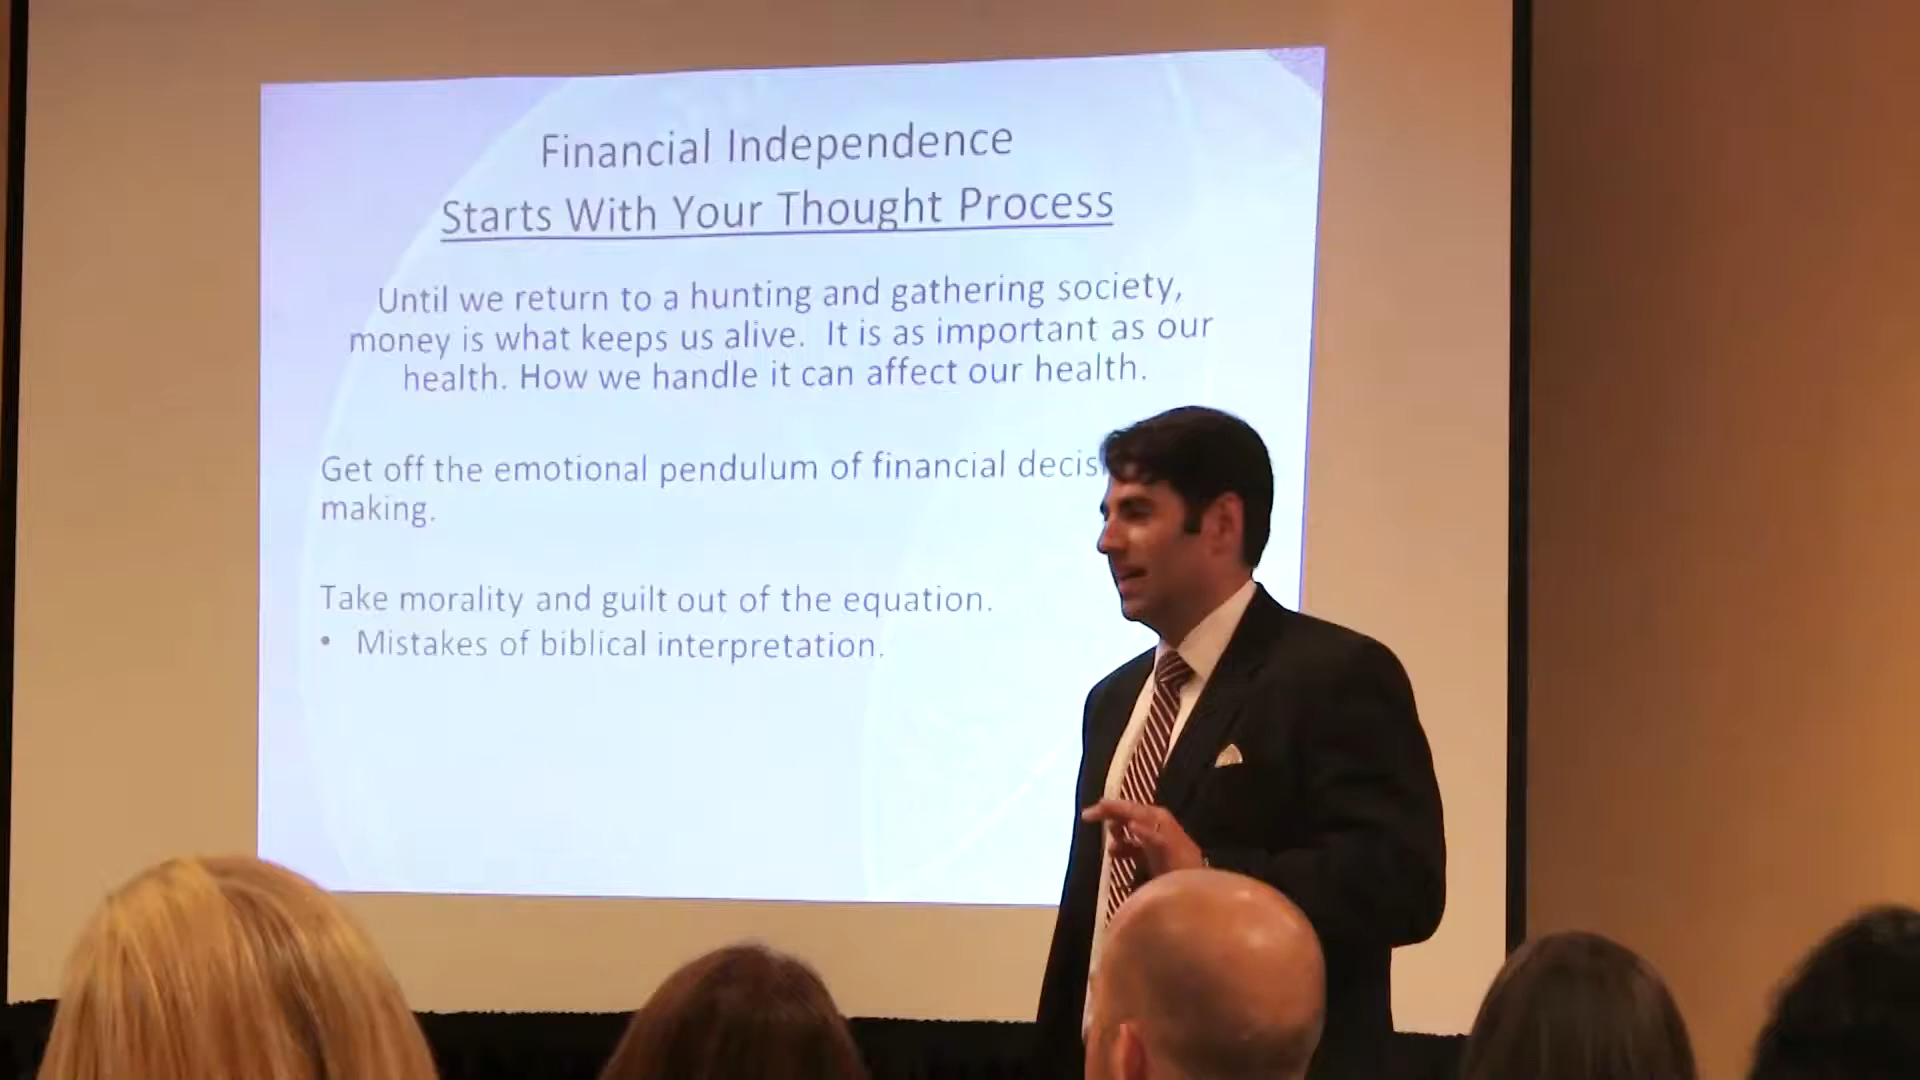 Financial Independence
Starts With Your Thought Process
Until we return to a hunting and gathering society,
money is what keeps us alive.  It is as important as our
health. How we handle it can affect our health.
Get off the emotional pendulum of financial
making.
Take morality and guilt out of the equation.
• Mistakes of biblical interpretation.